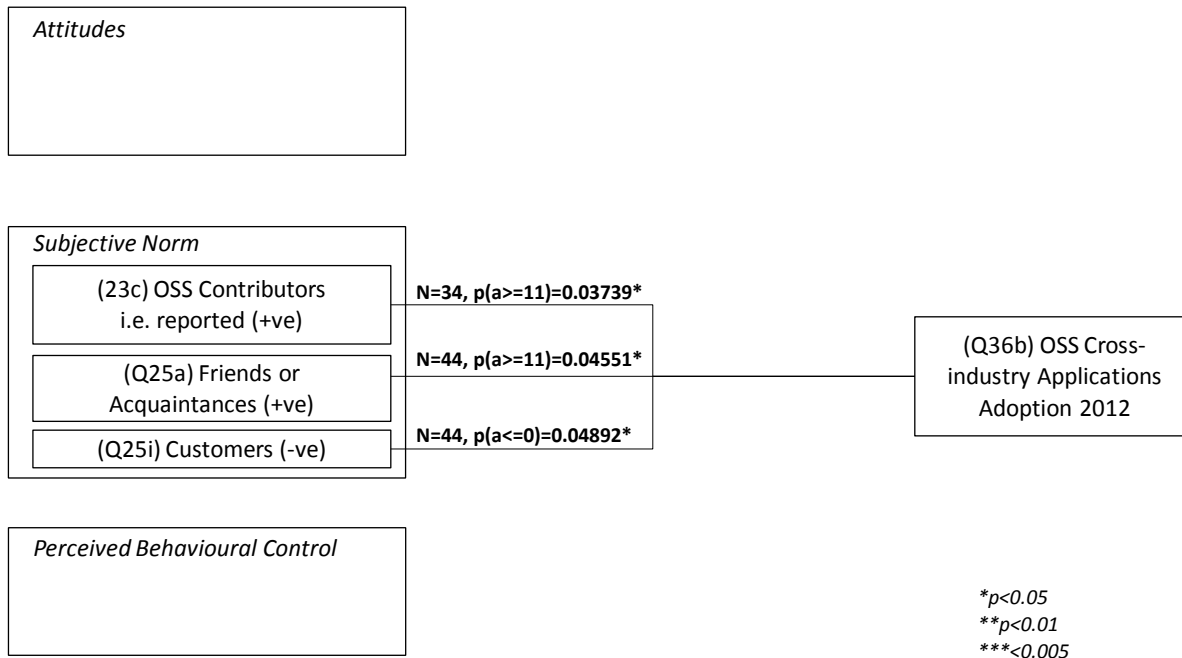 Attitudes
Subjective Norm
(23c) OSS Contributors
i.e. reported (+ve)
N=34, p(a>=11)=0.03739*
(Q25a) Friends or
Acquaintances (+ve)
N=44, p(a>=11)=0.04551*
(Q25i) Customers (-ve)
N=44, p(a<=0)=0.04892*
(Q36b) OSS Cross-
industry Applications
Adoption 2012
Perceived Behavioural Control
*p<0.05
**p<0.01
***<0.005